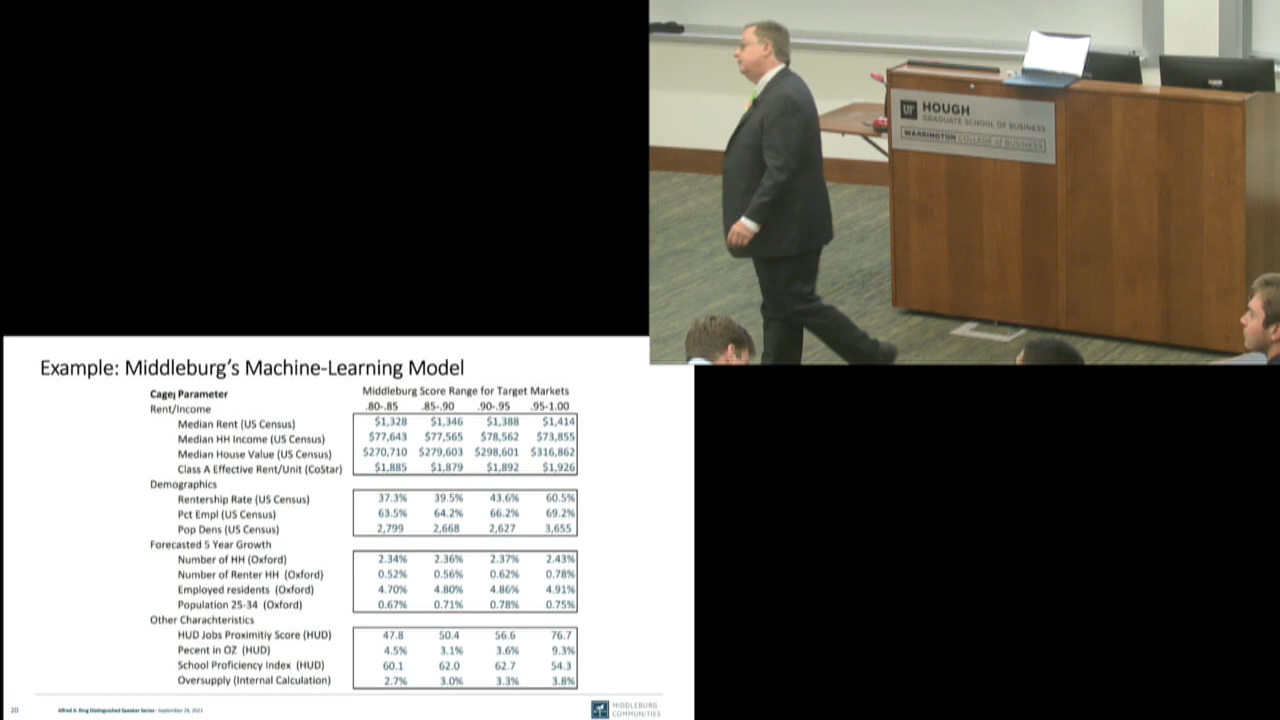 UF HOUGH
GRADUATE SCHOOL OF BUSINESS
WARRINGTON COLLEGE OF BUSINESS
Example: Middleburg's Machine-Learning Model
Parameter Middleburg Score Range for Target Markets
Rent/Income .80-.85 .85-.90 .90-.95 .95-1.00
Median Rent (US Census) $1,328 $1,346 $1,388 $1,414
Median HH Income (US Census) $77,643 $77,565 $78,562 $73,855
Median House Value (US Census) $270,710 $279,603 $298,601 $316,862
Class A Effective Rent/Unit (CoStar) $1,885 $1,879 $1,892 $1,926
Demographics
Rentership Rate (US Census) 37.3% 39.5% 43.6% 60.5%
Pct Empl (US Census) 63.5% 64.2% 66.2% 69.2%
Pop Dens (US Census) 2,799 2,668 2,627 3,655
Forecasted 5 Year Growth
Number of HH (Oxford) 2.34% 2.36% 2.37% 2.43%
Number of Renter HH (Oxford) 0.52% 0.56% 0.62% 0.78%
Employed residents (Oxford) 4.70% 4.80% 4.86% 4.91%
Population 25-34 (Oxford) 0.67% 0.71% 0.78% 0.75%
Other Charachteristics
HUD Jobs Proximitiy Score (HUD) 47.8 50.4 56.6 76.7
Pecent in OZ (HUD) 4.5% 3.1% 3.6% 9.3%
School Proficiency Index (HUD) 60.1 62.0 62.7 54.3
Oversupply (Internal Calculation) 2.7% 3.0% 3.3% 3.8%
20 Alfred A. Ring Distinguished Speaker Series - September 28, 2023
MIDDLEBURG
COMMUNITIES